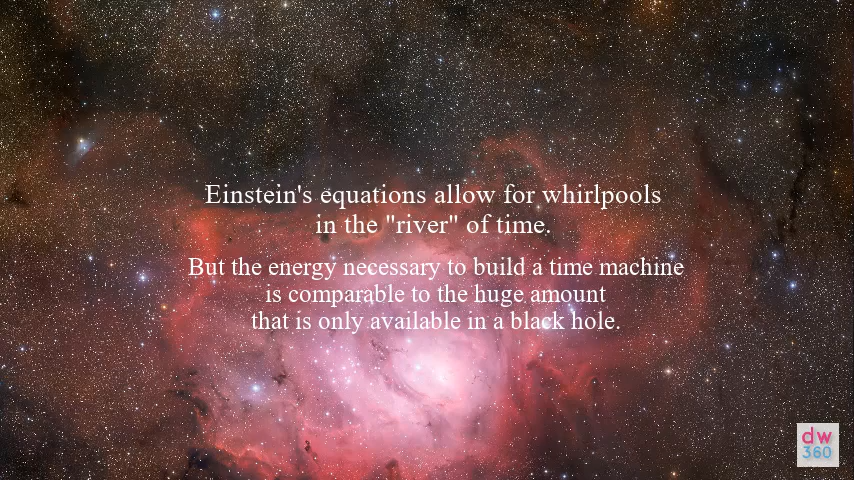 Einstein's equations allow for whirlpools
in the "river" of time.
But the energy necessary to build a time machine
is comparable to the huge amount
that is only available in a black hole.
dw
360